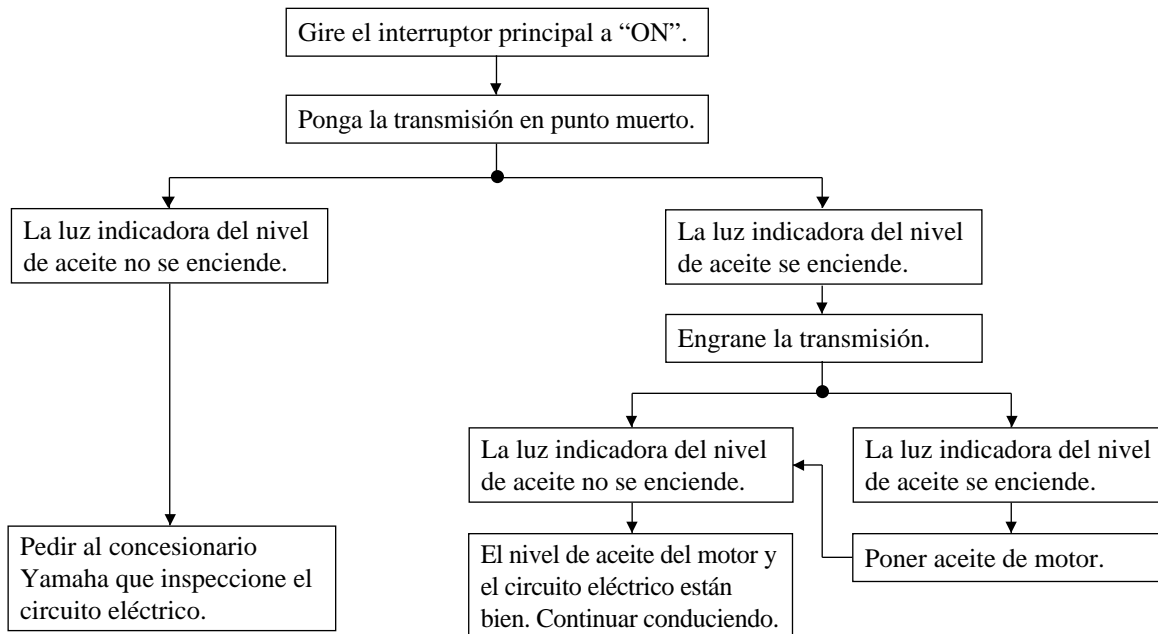 Gire el interruptor principal a “ON”.
Ponga la transmisión en punto muerto.
La luz indicadora del nivel
de aceite no se enciende.
La luz indicadora del nivel
de aceite se enciende.
Engrane la transmisión.
La luz indicadora del nivel
de aceite no se enciende.
La luz indicadora del nivel
de aceite se enciende.
Pedir al concesionario
Yamaha que inspeccione el
circuito eléctrico.
El nivel de aceite del motor y
el circuito eléctrico están
bien. Continuar conduciendo.
Poner aceite de motor.